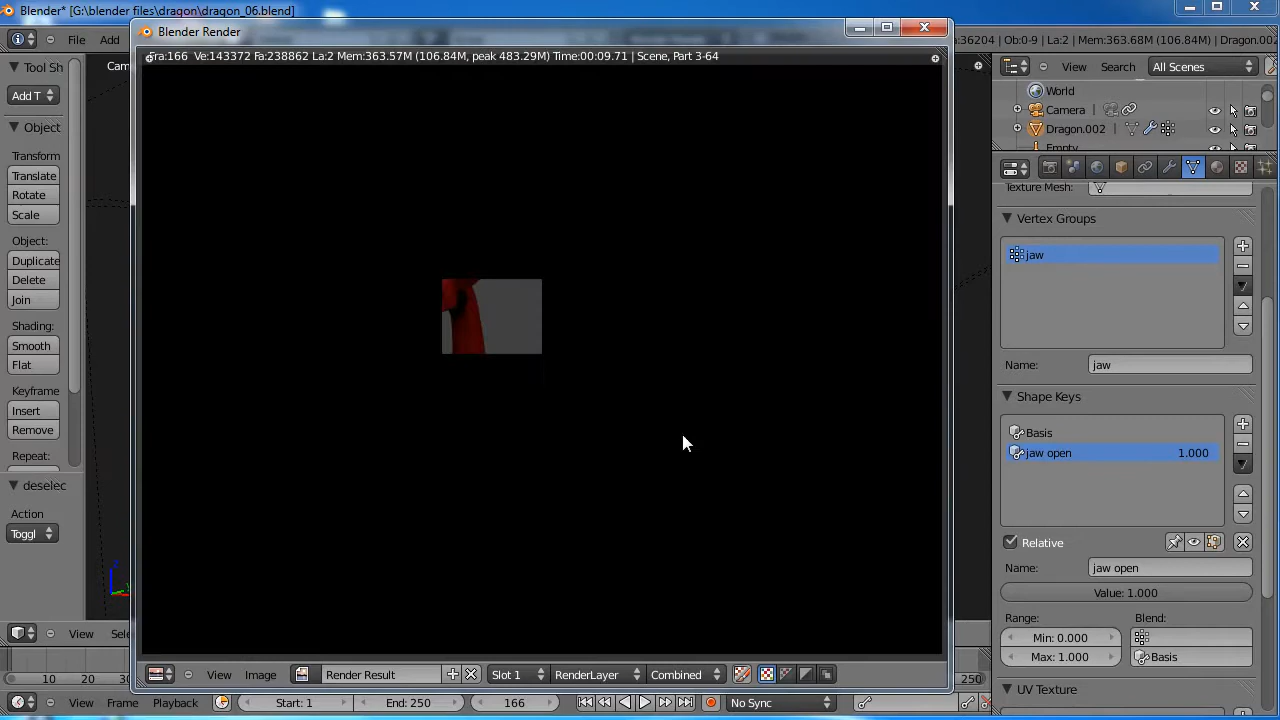 Blender* [G:\blender files\dragon\dragon_06.blend]
Blender Render
File
Add
36204 | Ob:0-9 | La:2 | Mem:363.68M (106.84M) | Dragon.00
Tra:166 Ve:143372 Fa:238862 La:2 Mem:363.57M (106.84M, peak 483.29M) Time:00:09.71 | Scene, Part 3-64
Tool Sh
Cam
View
Search
All Scenes
Add T
World
Camera
Object
Dragon.002
Empty
Transform
Translate
Rotate
Scale
Texture Mesh:
Vertex Groups
Object:
jaw
Duplicate
Delete
Join
Shading:
Smooth
Flat
Name:
jaw
Keyframe
Insert
Remove
Shape Keys
Basis
jaw open
1.000
Repeat:
deselec
Action
Toggl
Relative
Name:
jaw open
Value: 1.000
Range:
Blend:
Min: 0.000
Max: 1.000
Basis
UV Texture
View
Sele
View
Image
Render Result
Slot 1
RenderLayer
Combined
0
10
20
30
View
Frame
Playback
Start: 1
End: 250
166
No Sync